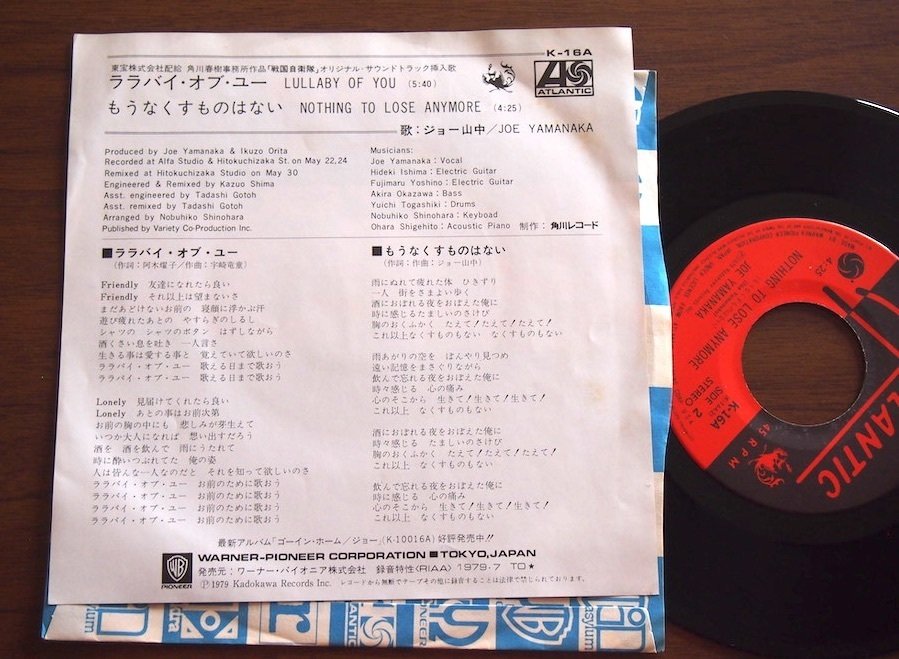 K-16A
東宝株式会社配給 角川春樹事務所作品「戦国自衛隊」オリジナル・サウンドトラック挿入歌
ララバイ・オブ・ユー LULLABY OF YOU (5:40)
もうなくすものはない NOTHING TO LOSE ANYMORE (4:25)
ATLANTIC
歌:ジョー山中/JOE YAMANAKA
Produced by Joe Yamanaka & Ikuzo Orita
Recorded at Alfa Studio & Hitokuchizaka St. on May 22,24
Remixed at Hitokuchizaka Studio on May 30
Engineered & Remixed by Kazuo Shima
Asst. engineered by Tadashi Gotoh
Asst. remixed by Tadashi Gotoh
Arranged by Nobuhiko Shinohara
Published by Variety Co-Production Inc.
Musicians:
Joe Yamanaka:Vocal
Hideki Ishima:Electric Guitar
Fujimaru Yoshino:Electric Guitar
Akira Okazawa:Bass
Yuichi Togashiki:Drums
Nobuhiko Shinohara:Keyboad
Ohara Shigehito:Acoustic Piano 制作:角川レコード
■ララバイ・オブ・ユー
(作詞:阿木燿子/作曲:宇崎竜童)
Friendly 友達になれたら良い
Friendly それ以上は望まないさ
まだあどけないお前の 寝顔に浮かぶ汗
遊び疲れたあとの やすらぎのしるし
シャツの シャツのボタン はずしながら
酒くさい息を吐き 一人言さ
生きる事は愛する事と 覚えていて欲しいのさ
ララバイ・オブ・ユー 歌える日まで歌おう
ララバイ・オブ・ユー 歌える日まで歌おう
Lonely 見届けてくれたら良い
Lonely あとの事はお前次第
お前の胸の中にも 悲しみが芽生えて
いつか大人になれば 想い出すだろう
酒を 酒を飲んで 雨にうたれて
時に酔いつぶれてた 俺の姿
人は皆んな一人なのだと それを知って欲しいのさ
ララバイ・オブ・ユー お前のために歌おう
ララバイ・オブ・ユー お前のために歌おう
ララバイ・オブ・ユー お前のために歌おう
ララバイ・オブ・ユー お前のために歌おう
■もうなくすものはない
(作詞:作曲:ジョー山中)
雨にぬれて疲れた体 ひきずり
一人 街をさまよい歩く
酒におぼれる夜をおぼえた俺に
時に感じるたましいのさけび
胸のおくふかく たえて!たえて!たえて!
これ以上なくすものもない なくすものもない
雨あがりの空を ぼんやり見つめ
遠い記憶をまさぐりながら
飲んで忘れる夜をおぼえた俺に
時々感じる 心の痛み
心のそこから 生きて!生きて!生きて!
これ以上 なくすものもない
酒におぼれる夜をおぼえた俺に
時々感じる たましいのさけび
胸のおくふかく たえて!たえて!たえて!
これ以上 なくすものもない
飲んで忘れる夜をおぼえた俺に
時に感じる 心の痛み
心のそこから 生きて!生きて!生きて!
これ以上 なくすものもない
最新アルバム「ゴーイン・ホーム/ジョー」(K-10016A)好評発売中!!
WB
PIONEER
WARNER-PIONEER CORPORATION ■ TOKYO,JAPAN
発売元:ワーナー・パイオニア株式会社 録音特性(RIAA) 1979・7 TO★
Ⓟ1979 Kadokawa Records Inc. レコードから無断でテープその他に録音することは法律で禁じられております。
NOTHING TO LOSE ANYMORE
JOE YAMANAKA
4:25
K-16A
SIDE 2
STEREO
45 RPM
LANTIC
asylum
ATLANTIC
WB